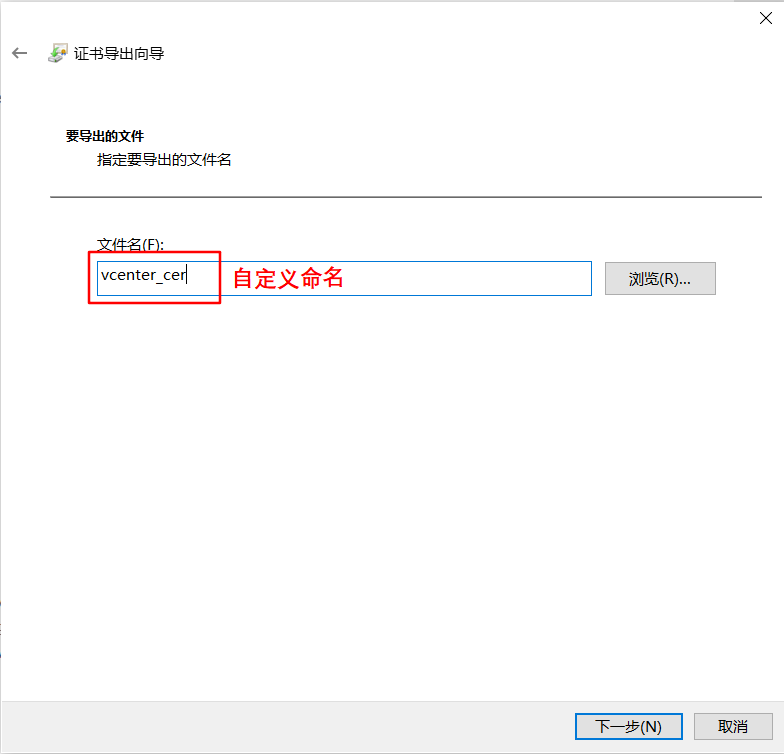 证书导出向导
要导出的文件
指定要导出的文件名
文件名(F):
vcenter_cer 自定义命名 浏览(R)...
下一步(N) 取消